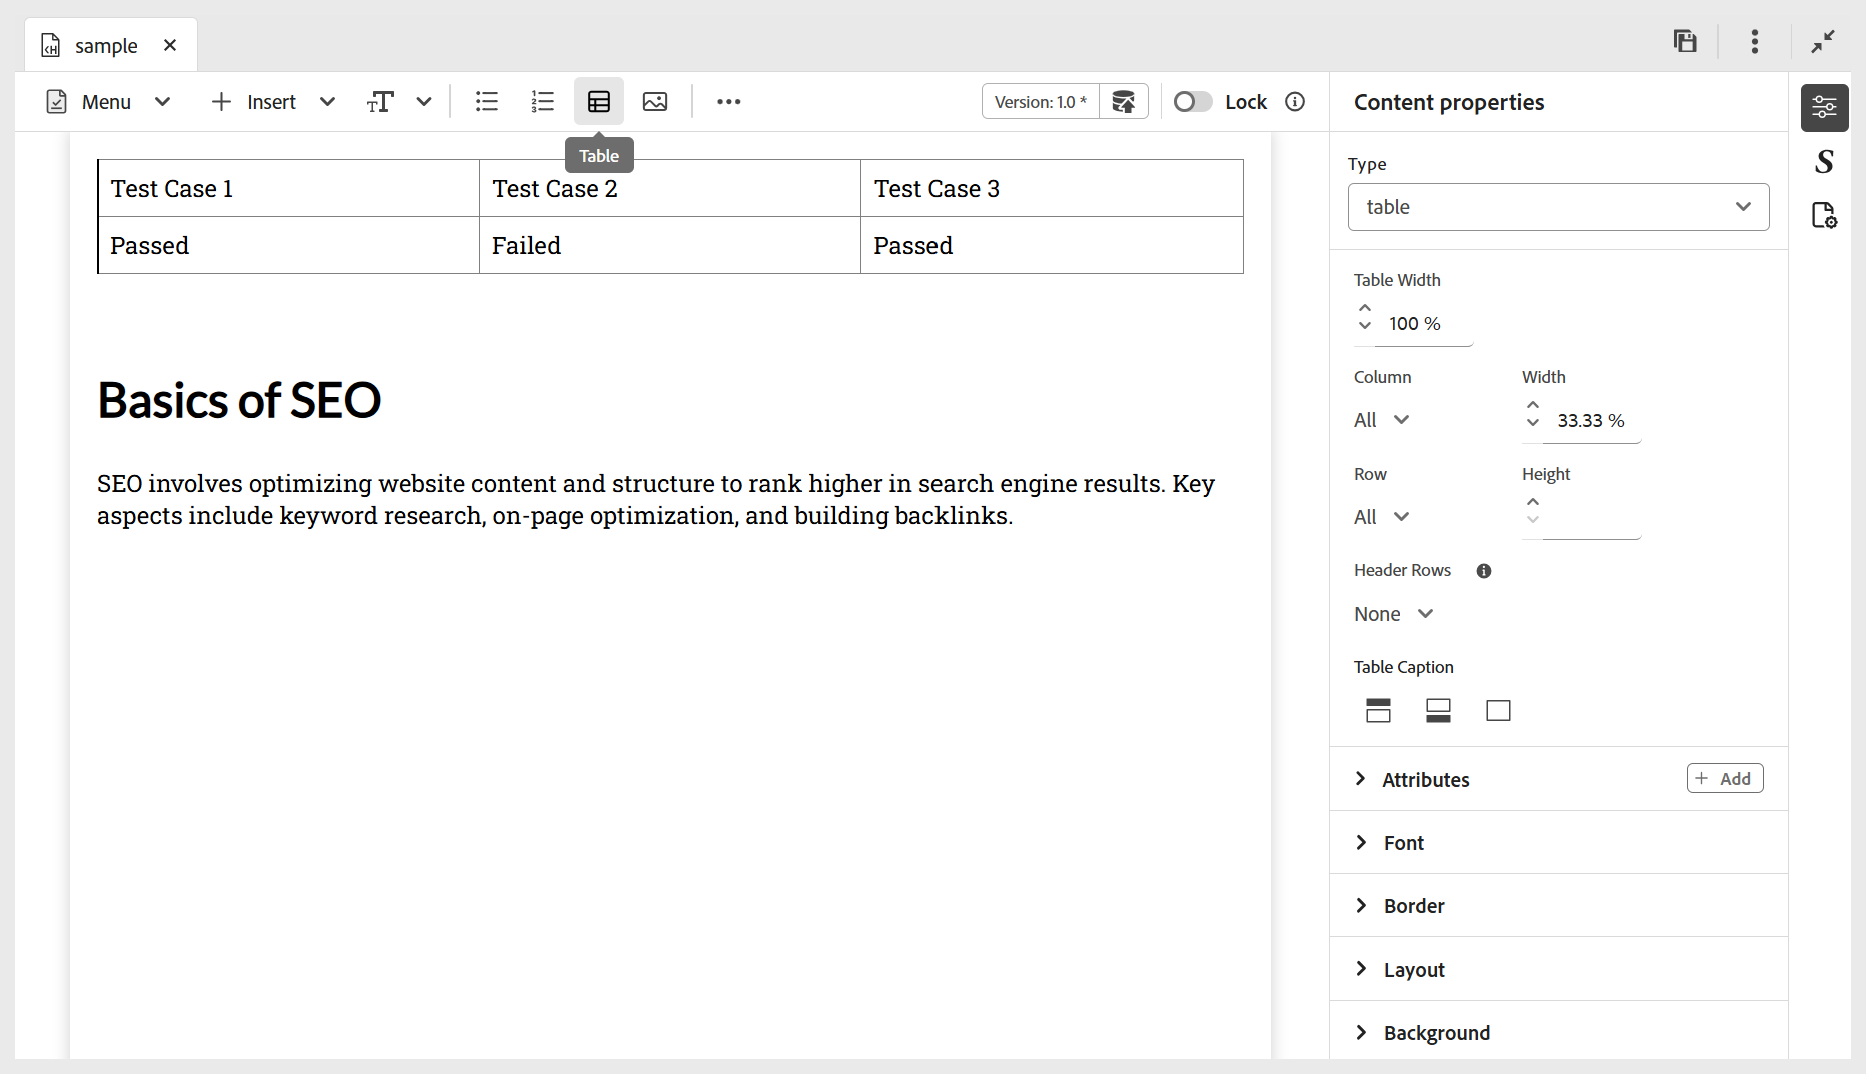 sample
Menu Insert Version: 1.0 * Lock
Table
Test Case 1 Test Case 2 Test Case 3
Passed Failed Passed
Basics of SEO
SEO involves optimizing website content and structure to rank higher in search engine results. Key
aspects include keyword research, on-page optimization, and building backlinks.
Content properties
Type
table
Table Width
100 %
Column Width
All 33.33 %
Row Height
All
Header Rows
None
Table Caption
Attributes Add
Font
Border
Layout
Background